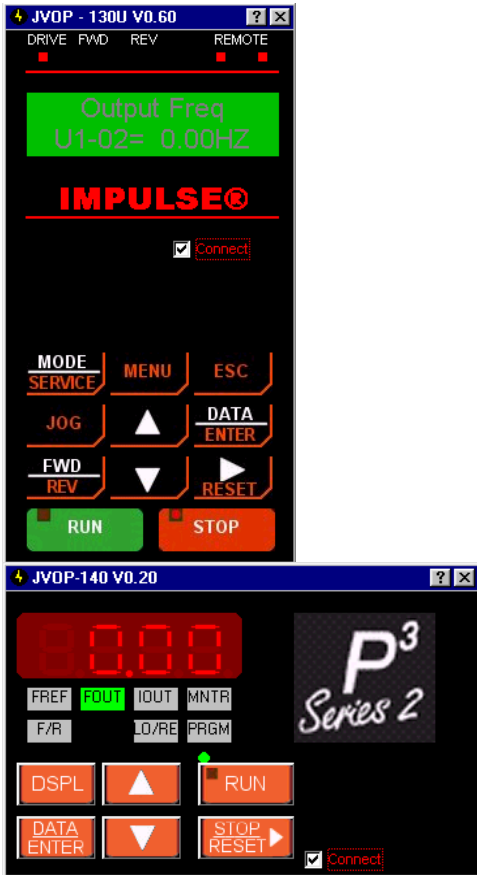 JVOP - 130U V0.60
DRIVE FWD REV REMOTE
Output Freq
U1-02= 0.00HZ
IMPULSE®
Connect
MODE MENU ESC
SERVICE
JOG DATA
ENTER
FWD
REV RESET
RUN STOP
JVOP-140 V0.20
0.00
P3
Series 2
FREF FOUT IOUT MNTR
F/R LO/RE PRGM
DSPL RUN
DATA STOP
ENTER RESET
Connect